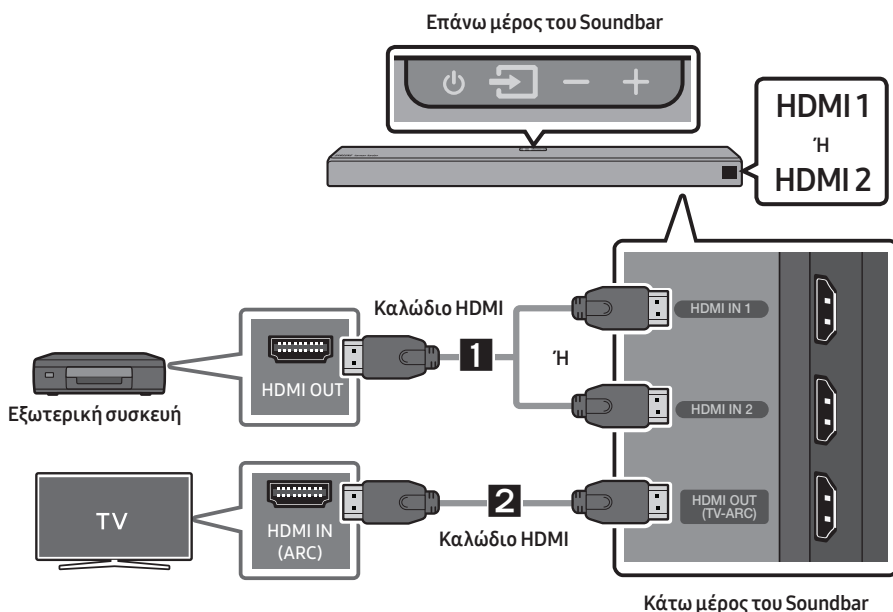 Επάνω μέρος του Soundbar
HDMI 1
Ή
HDMI 2
Καλώδιο HDMI
HDMI IN 1
1
Ή
HDMI OUT
HDMI IN 2
Εξωτερική συσκευή
TV
HDMI IN
(ARC)
2
Καλώδιο HDMI
HDMI OUT
(TV-ARC)
Κάτω μέρος του Soundbar